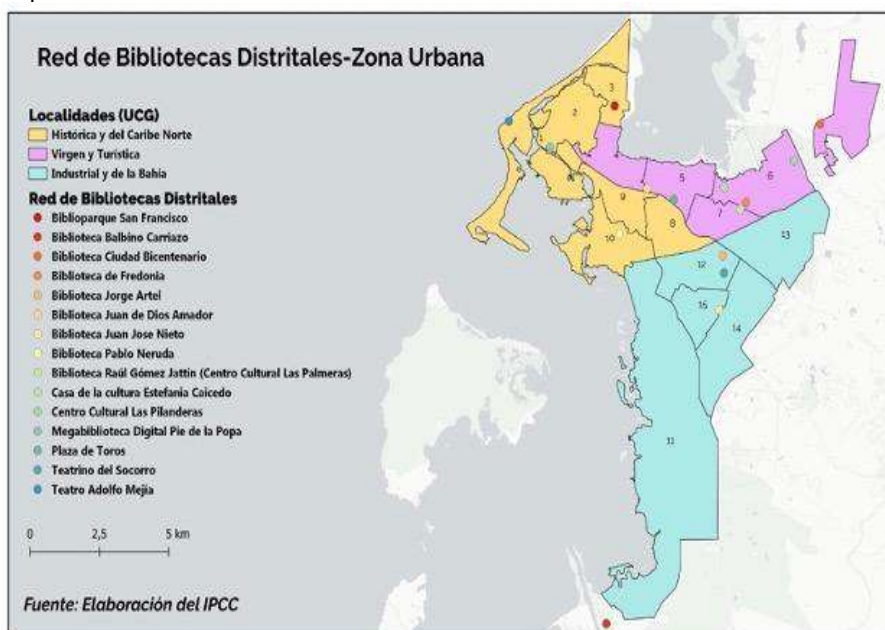 Red de Bibliotecas Distritales-Zona Urbana
Localidades (UCG)
Histórica y del Caribe Norte
Virgen y Turística
Industrial y de la Bahia
Red de Bibliotecas Distritales
Biblioparque San Francisco
Biblioteca Balbino Carriazo
Biblioteca Ciudad Bicentenario
Biblioteca de Fredonia
Biblioteca Jorge Artel
Biblioteca Juan de Dios Amador
Biblioteca Juan Jose Nieto
Biblioteca Pablo Neruda
Biblioteca Raúl Gómez Jattin (Centro Cultural Las Palmeras)
Casa de la cultura Estefania Caicedo
Centro Cultural Las Pilanderas
Megabiblioteca Digital Pie de la Popa
Plaza de Toros
Teatrino del Socorro
Teatro Adolfo Mejia
0 2,5 5 km
Fuente: Elaboración del IPCC
3
2
1
5
6
9
7
8
10
13
12
15
14
11